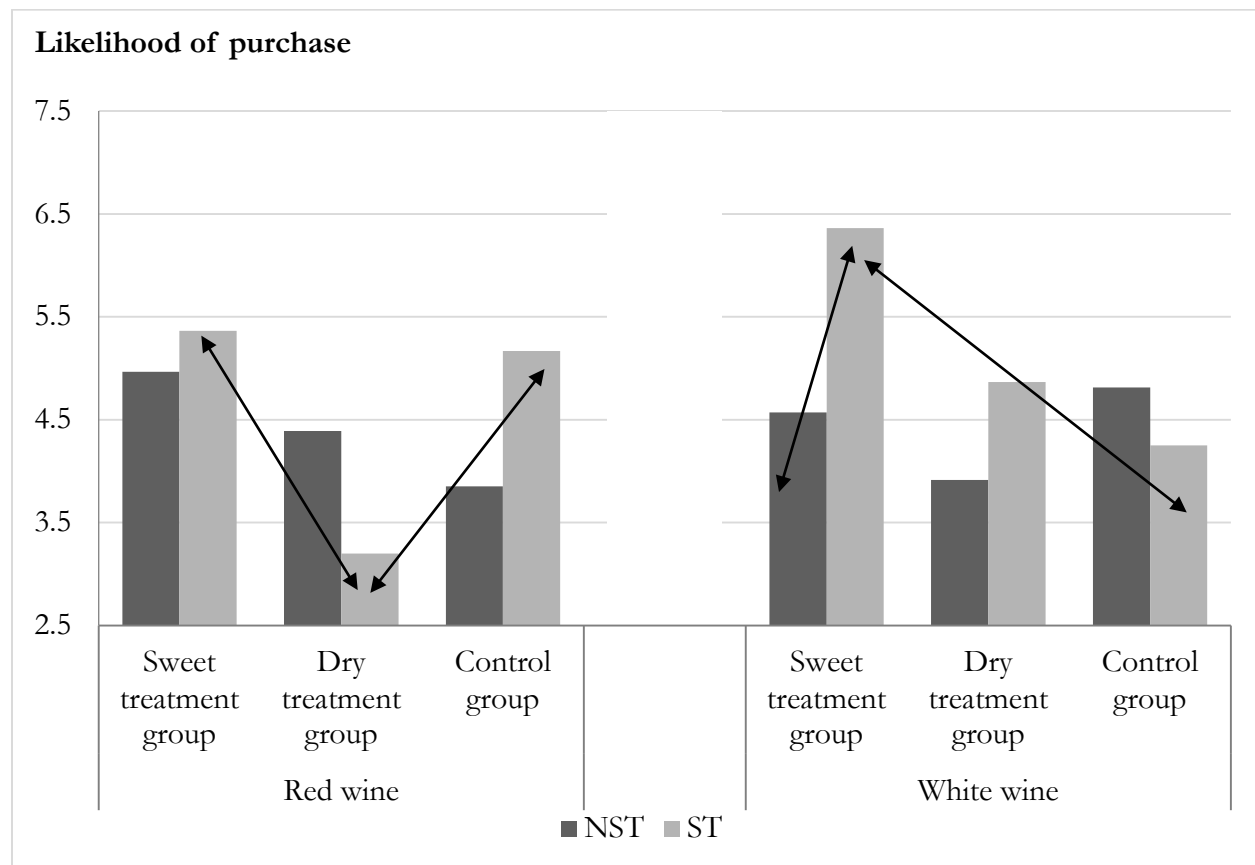 Likelihood of purchase
7.5
6.5
5.5
4.5
3.5
2.5
Sweet treatment group
Dry treatment group
Control group
Sweet treatment group
Dry treatment group
Control group
Red wine
White wine
NST
ST